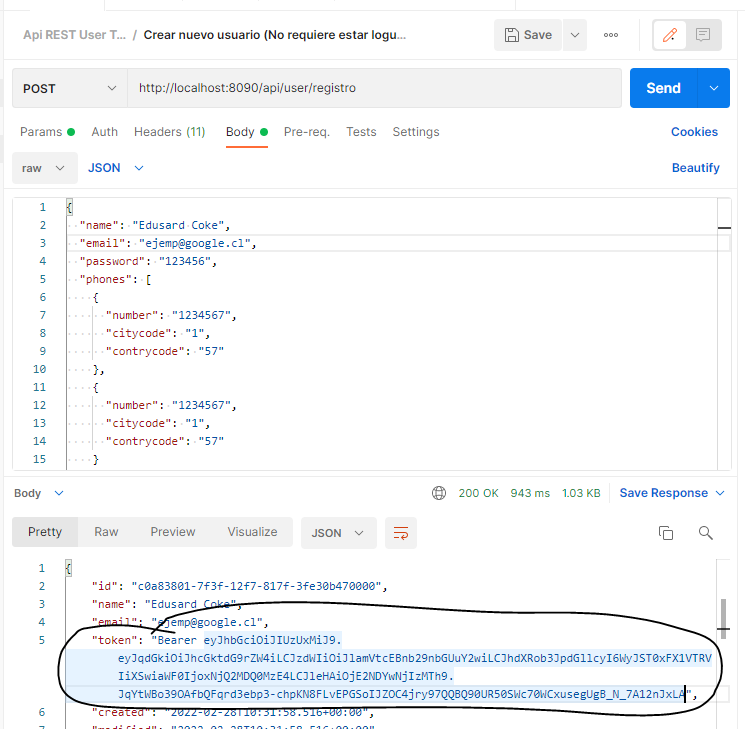 Api REST User T... / Crear nuevo usuario (No requiere estar logu...
Save
POST http://localhost:8090/api/user/registro Send
Params Auth Headers (11) Body Pre-req. Tests Settings Cookies
raw JSON Beautify
1 {
2 "name": "Edusard Coke",
3 "email": "ejemp@google.cl",
4 "password": "123456",
5 "phones": [
6 {
7 "number": "1234567",
8 "citycode": "1",
9 "contrycode": "57"
10 },
11 {
12 "number": "1234567",
13 "citycode": "1",
14 "contrycode": "57"
15 }
Body 200 OK 943 ms 1.03 KB Save Response
Pretty Raw Preview Visualize JSON
1 {
2 "id": "c0a83801-7f3f-12f7-817f-3fe30b470000",
3 "name": "Edusard Coke",
4 "email": "ejemp@google.cl",
5 "token": "Bearer eyJhbGciOiJIUzUxMiJ9.
eyJqdGkiOiJhcGktdG9rZW4iLCJzdWIiOiJlamVtcEBnb29nbGUuY2wiLCJhdXRob3JpdGllcyI6WyJST0xFX1VTRV
IiXSwiaWF0IjoxNjQ2MDQ0MzE4LCJleHAiOjE2NDYwNjIzMTh9.
JqYtWBo39OAfbQFqrd3ebp3-chpKN8FLvEPGSoIJZOC4jry97QQBQ90UR50SWc70WCxusegUgB_N_7A12nJxLA",
6 "created": "2022-02-28T10:31:58.516+00:00",
7 "modified": "2022-02-28T10:31:58.516+00:00"